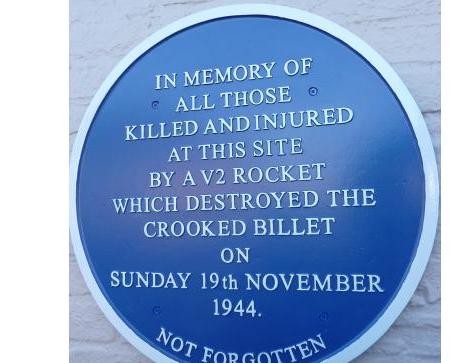 IN MEMORY OF
ALL THOSE
KILLED AND INJURED
AT THIS SITE
BY A V2 ROCKET
WHICH DESTROYED THE
CROOKED BILLET
ON
SUNDAY 19th NOVEMBER
1944.
NOT FORGOTTEN